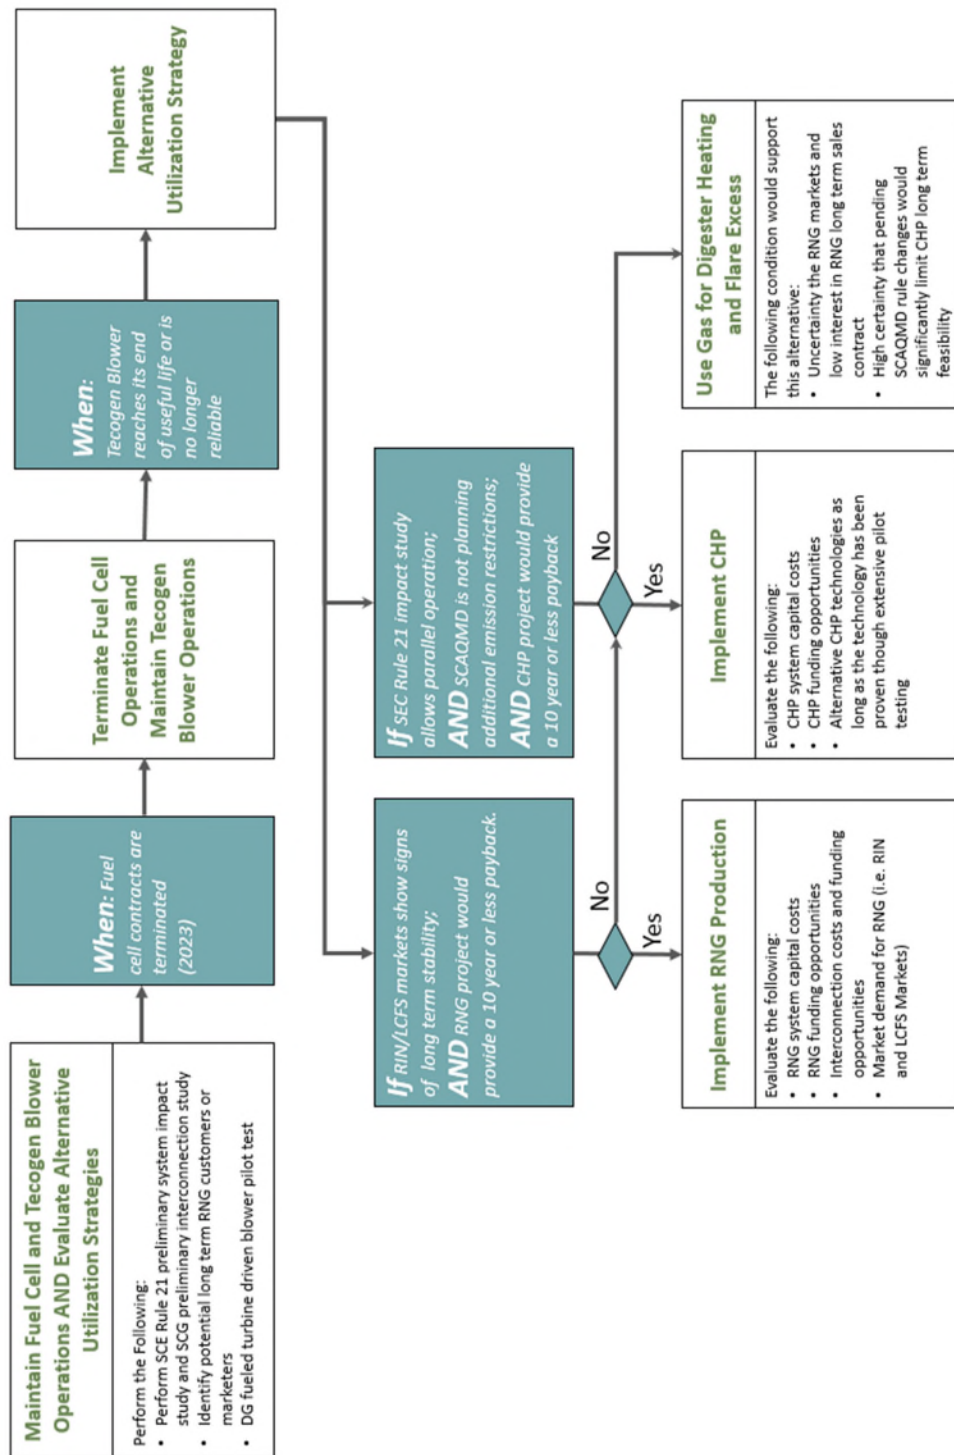 Maintain Fuel Cell and Tecogen Blower
Operations AND Evaluate Alternative
Utilization Strategies
Perform the Following:
• Perform SCE Rule 21 preliminary system impact
study and SCG preliminary interconnection study
• Identify potential long term RNG customers or
marketers
• DG fueled turbine driven blower pilot test
When: Fuel
cell contracts are
terminated
(2023)
Terminate Fuel Cell
Operations and
Maintain Tecogen
Blower Operations
When:
Tecogen Blower
reaches its end
of useful life or is
no longer
reliable
Implement
Alternative
Utilization Strategy
If RIN/LCFS markets show signs
of long term stability;
AND RNG project would
provide a 10 year or less payback.
No
Yes
If SEC Rule 21 impact study
allows parallel operation;
AND SCAQMD is not planning
additional emission restrictions;
AND CHP project would provide
a 10 year or less payback
No
Yes
Implement RNG Production
Evaluate the following:
• RNG system capital costs
• RNG funding opportunities
• Interconnection costs and funding
opportunities
• Market demand for RNG (i.e. RIN
and LCFS Markets)
Implement CHP
Evaluate the following:
• CHP system capital costs
• CHP funding opportunities
• Alternative CHP technologies as
long as the technology has been
proven though extensive pilot
testing
Use Gas for Digester Heating
and Flare Excess
The following condition would support
this alternative:
• Uncertainty the RNG markets and
low interest in RNG long term sales
contract
• High certainty that pending
SCAQMD rule changes would
significantly limit CHP long term
feasibility